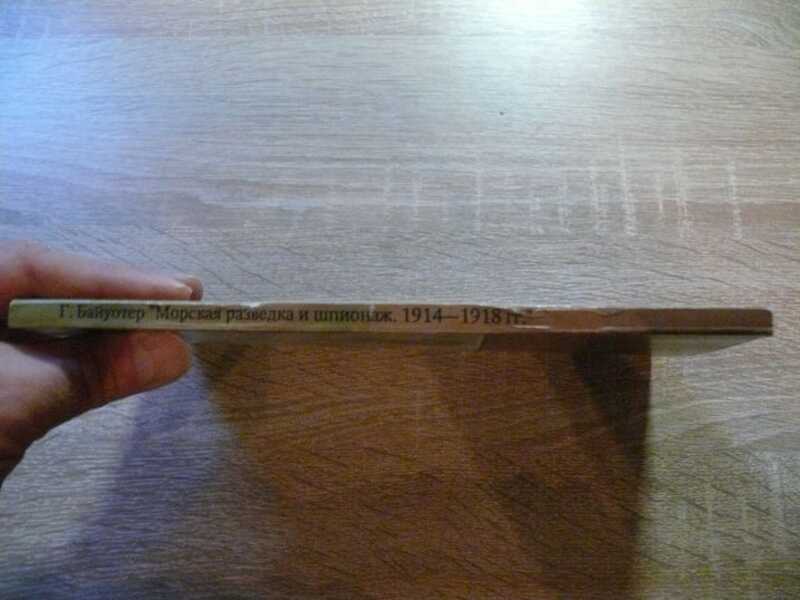 Г. Байуотер "Морская разведка и шпионаж. 1914—1918 гг."